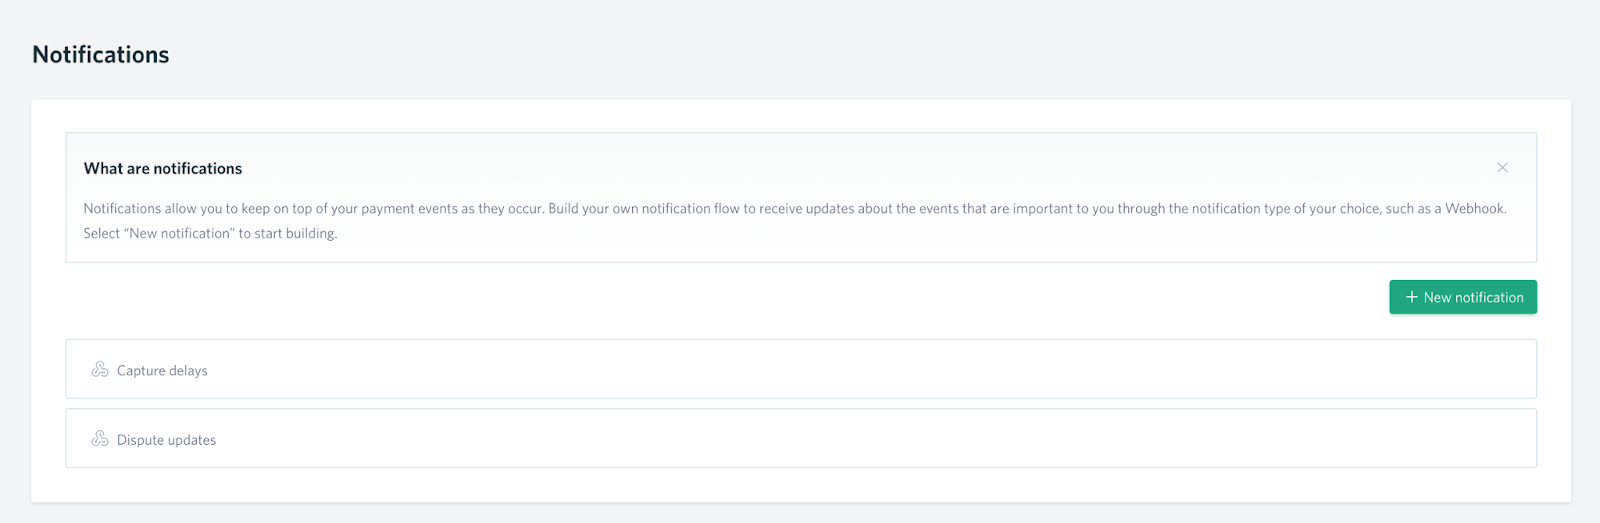 Notifications
What are notifications
Notifications allow you to keep on top of your payment events as they occur. Build your own notification flow to receive updates about the events that are important to you through the notification type of your choice, such as a Webhook.
Select “New notification” to start building.
New notification
Capture delays
Dispute updates